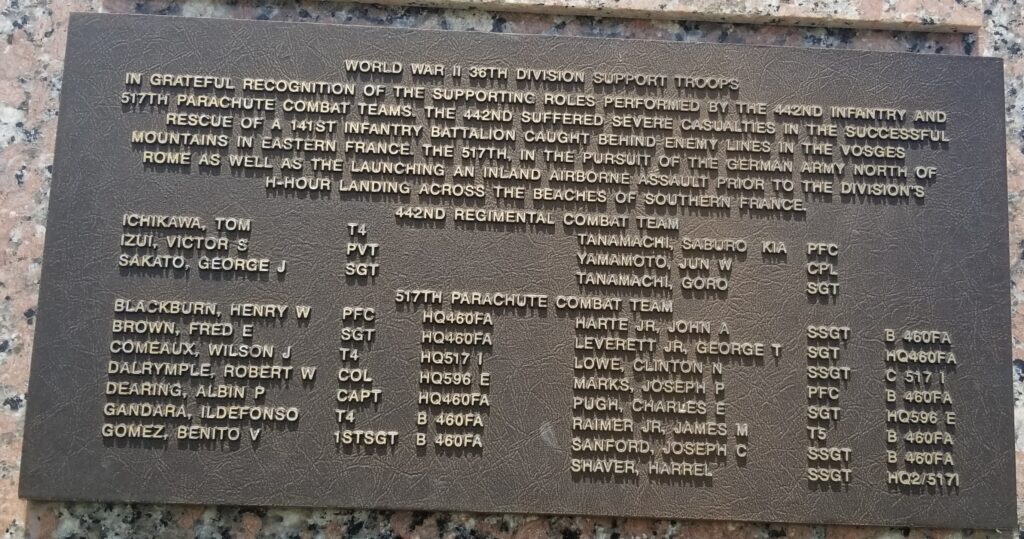 WORLD WAR II 36TH DIVISION SUPPORT TROOPS
IN GRATEFUL RECOGNITION OF THE SUPPORTING ROLES PERFORMED BY THE 442ND INFANTRY AND
517TH PARACHUTE COMBAT TEAMS. THE 442ND SUFFERED SEVERE CASUALTIES IN THE SUCCESSFUL
RESCUE OF A 141ST INFANTRY BATTALION CAUGHT BEHIND ENEMY LINES IN THE VOSGES
MOUNTAINS IN EASTERN FRANCE. THE 517TH, IN THE PURSUIT OF THE GERMAN ARMY NORTH OF
ROME AS WELL AS THE LAUNCHING AN INLAND AIRBORNE ASSAULT PRIOR TO THE DIVISION'S
H-HOUR LANDING ACROSS THE BEACHES OF SOUTHERN FRANCE.
442ND REGIMENTAL COMBAT TEAM
ICHIKAWA, TOM T4
IZUI, VICTOR S PVT
SAKATO, GEORGE J SGT
TANAMACHI, SABURO KIA PFC
YAMAMOTO, JUN W CPL
TANAMACHI, GORO SGT
517TH PARACHUTE COMBAT TEAM
BLACKBURN, HENRY W PFC HQ460FA
BROWN, FRED E SGT HQ460FA
COMEAUX, WILSON J T4 HQ517 I
DALRYMPLE, ROBERT W COL HQ596 E
DEARING, ALBIN P CAPT HQ460FA
GANDARA, ILDEFONSO T4 B 460FA
GOMEZ, BENITO V 1STSGT B 460FA
HARTE JR, JOHN A SSGT B 460FA
LEVERETT JR, GEORGE T SGT HQ460FA
LOWE, CLINTON N SSGT C 517 I
MARKS, JOSEPH P PFC B 460FA
PUGH, CHARLES E SGT HQ596 E
RAIMER JR, JAMES M T5 B 460FA
SANFORD, JOSEPH C SSGT B 460FA
SHAVER, HARREL SSGT HQ2/517I